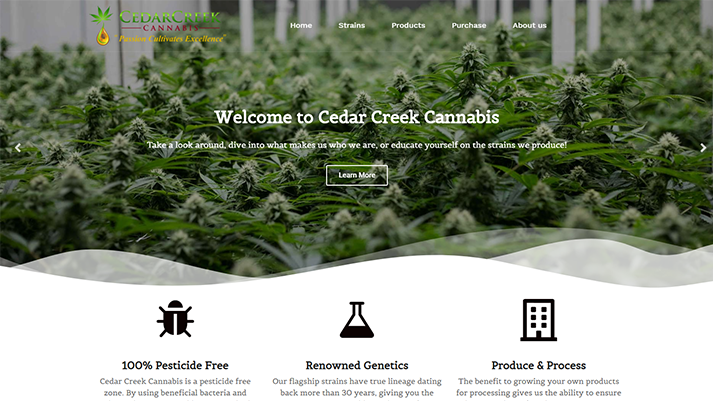 CEDARCREEK
CANNABIS
"Passion Cultivates Excellence"
Home Strains Products Purchase About us
Welcome to Cedar Creek Cannabis
Take a look around, dive into what makes us who we are, or educate yourself on the strains we produce!
Learn More
100% Pesticide Free
Cedar Creek Cannabis is a pesticide free
zone. By using beneficial bacteria and
Renowned Genetics
Our flagship strains have true lineage dating
back more than 30 years, giving you the
Produce & Process
The benefit to growing your own products
for processing gives us the ability to ensure